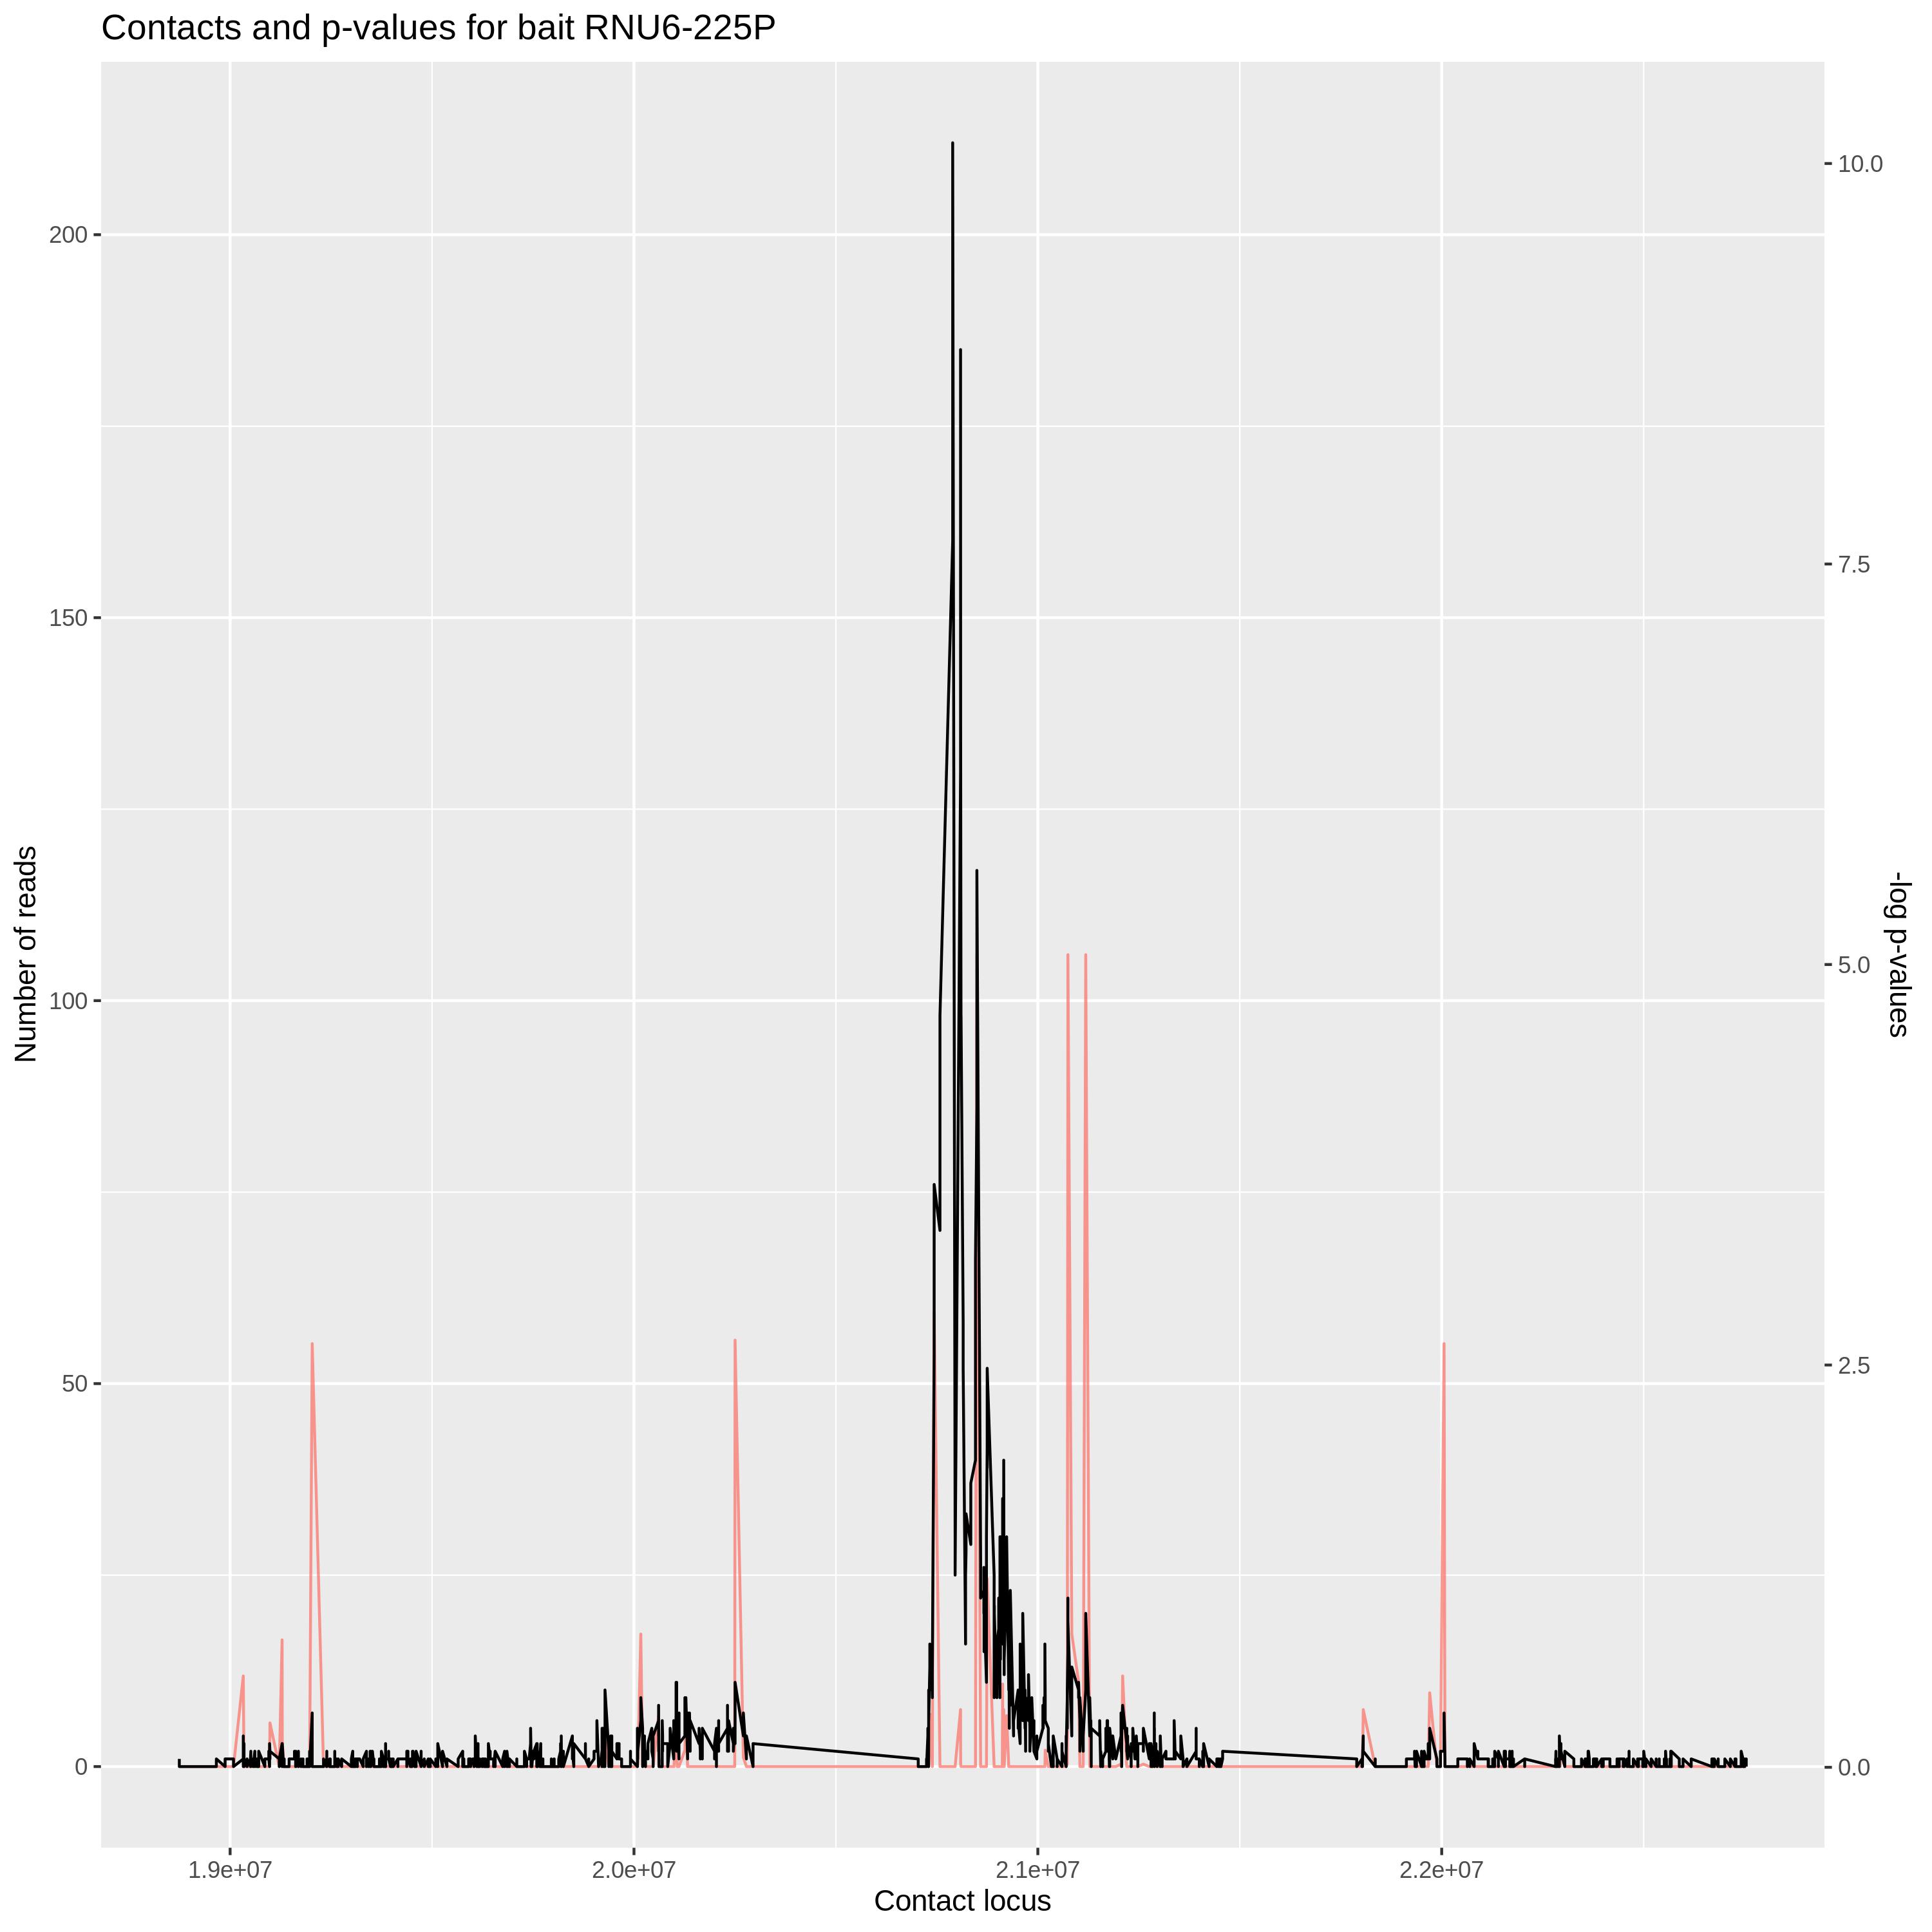 Contacts and p-values for bait RNU6-225P
200
150
100
50
0
Number of reads
10.0
7.5
5.0
2.5
0.0
-log p-values
1.9e+07
2.0e+07
2.1e+07
2.2e+07
Contact locus